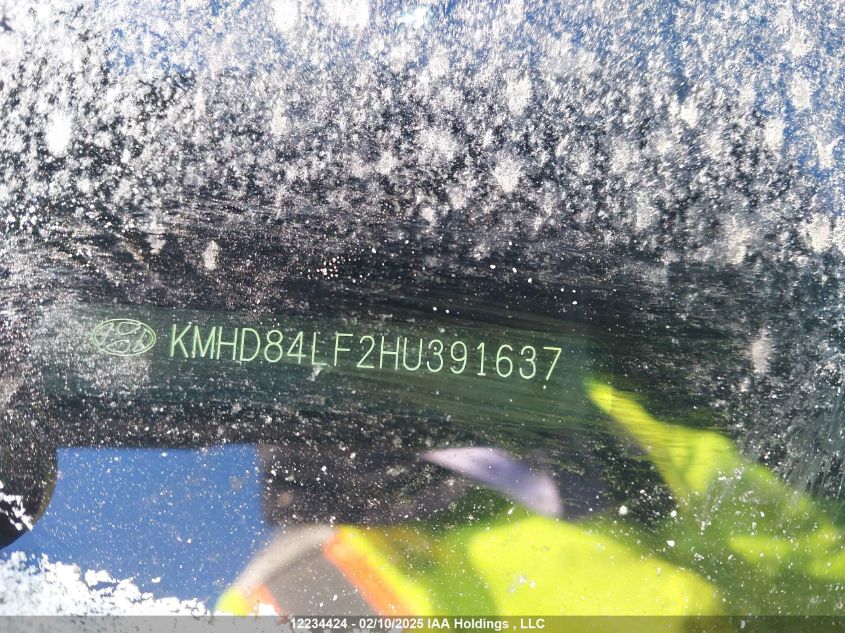 KMHD84LF2HU391637
12234424 - 02/10/2025 IAA Holdings , LLC